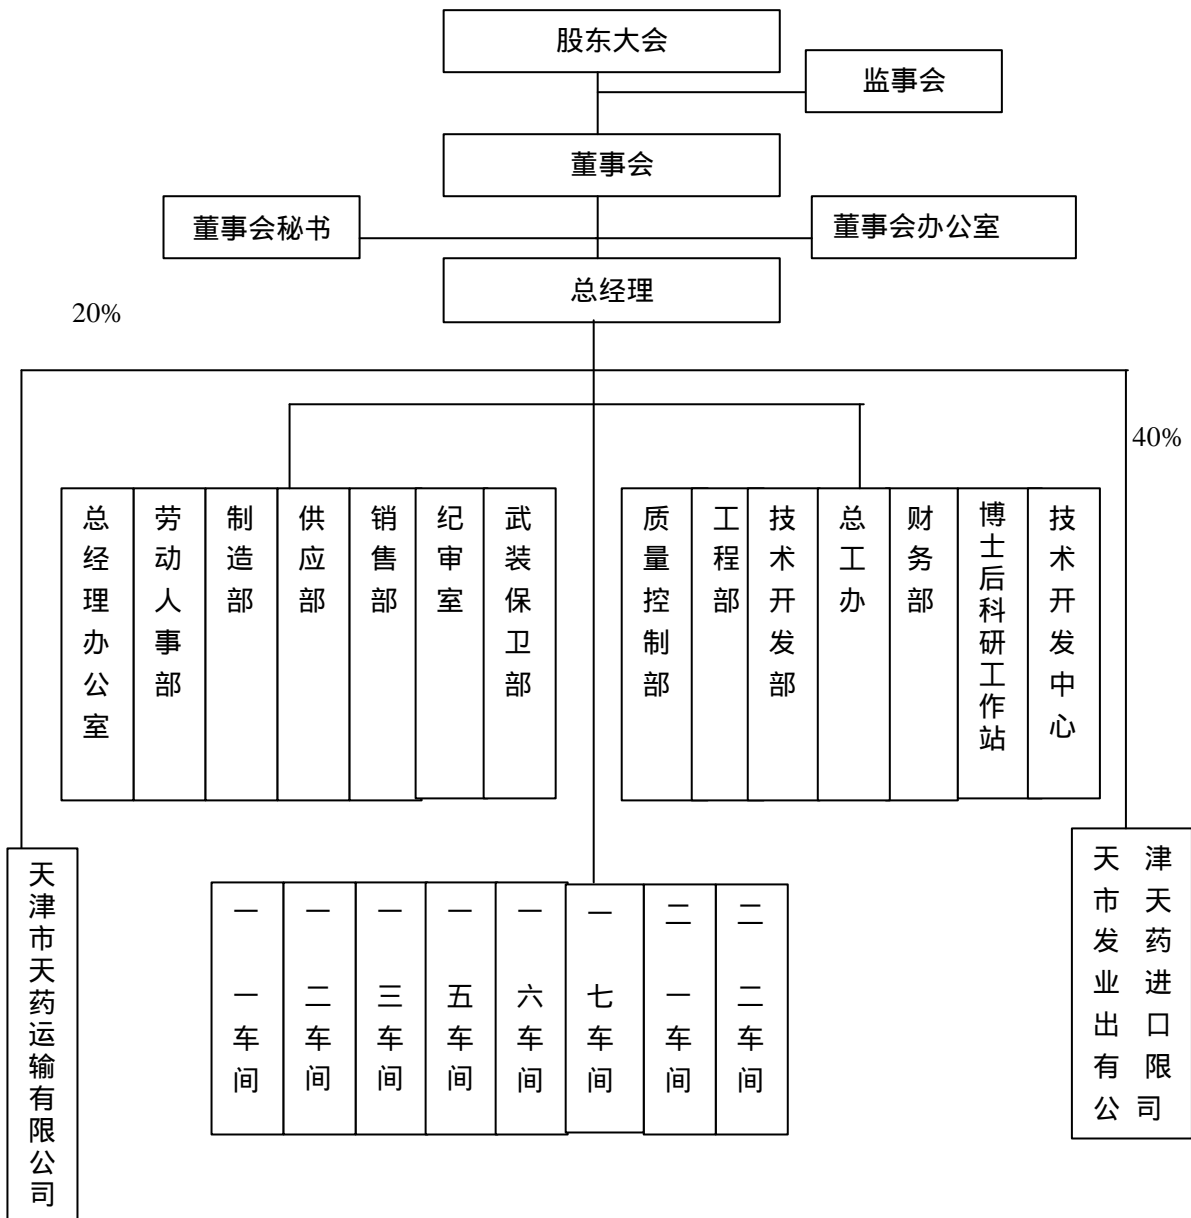 股东大会
监事会
董事会
董事会秘书
董事会办公室
总经理
20%
40%
总经理办公室
劳动人事部
制造部
供应部
销售部
纪审室
武装保卫部
质量控制部
工程部
技术开发部
总工办
财务部
博士后科研工作站
技术开发中心
天津市天药运输有限公司
一一车间
一二车间
一三车间
一五车间
一六车间
一七车间
二一车间
二二车间
天津
市天
发药
业进
出口
有限
公司